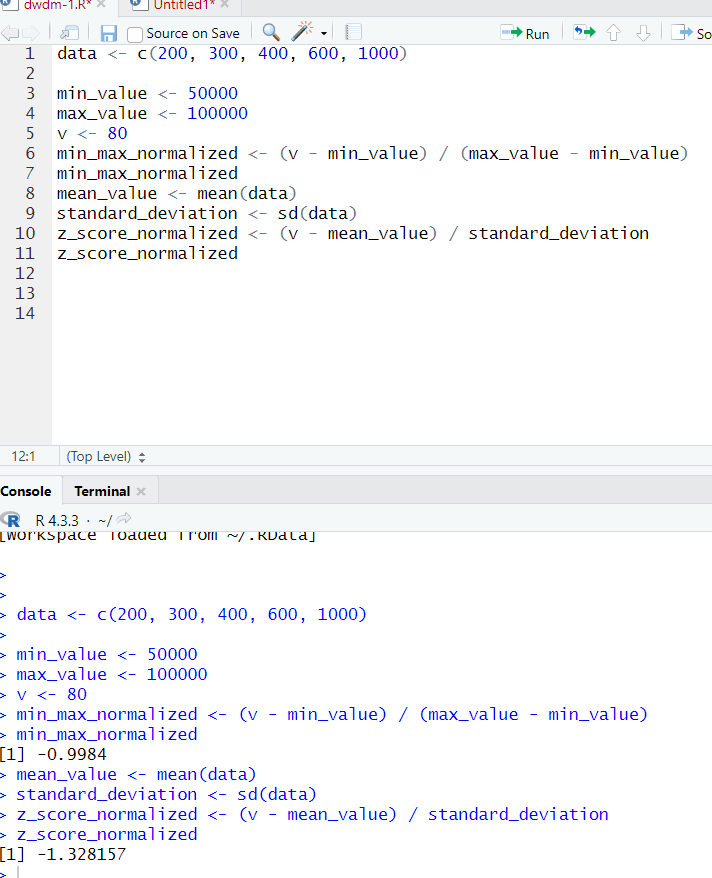 dwdm-1.R* Untitled1*
Source on Save Run So
1 data <- c(200, 300, 400, 600, 1000)
2
3 min_value <- 50000
4 max_value <- 100000
5 v <- 80
6 min_max_normalized <- (v - min_value) / (max_value - min_value)
7 min_max_normalized
8 mean_value <- mean(data)
9 standard_deviation <- sd(data)
10 z_score_normalized <- (v - mean_value) / standard_deviation
11 z_score_normalized
12
13
14
12:1 (Top Level)
Console Terminal
R R 4.3.3 · ~/
[Workspace loaded from ~/.RData]
>
>
> data <- c(200, 300, 400, 600, 1000)
>
> min_value <- 50000
> max_value <- 100000
> v <- 80
> min_max_normalized <- (v - min_value) / (max_value - min_value)
> min_max_normalized
[1] -0.9984
> mean_value <- mean(data)
> standard_deviation <- sd(data)
> z_score_normalized <- (v - mean_value) / standard_deviation
> z_score_normalized
[1] -1.328157
>